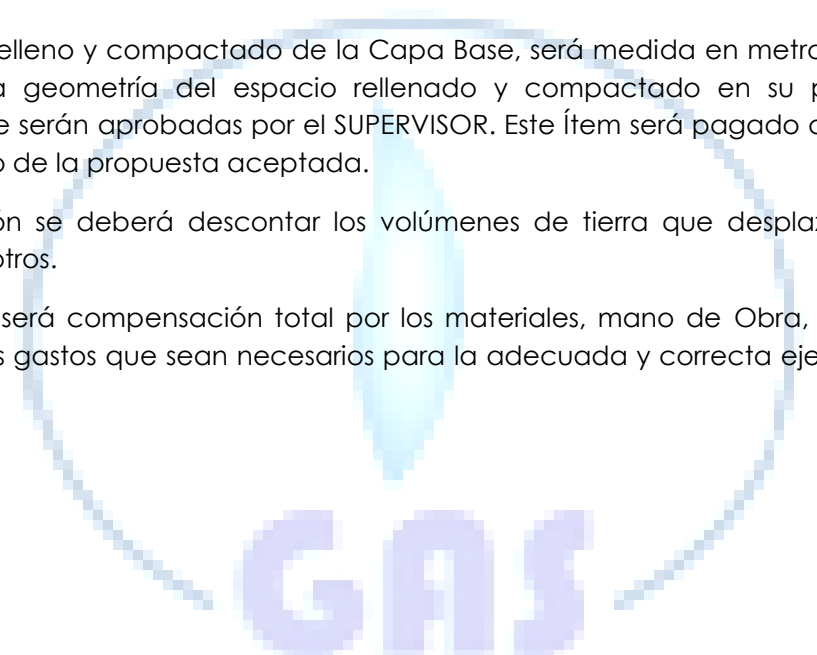 elleno y compactado de la Capa Base, será medida en metro
a geometría del espacio rellenado y compactado en su p
e serán aprobadas por el SUPERVISOR. Este Ítem será pagado
o de la propuesta aceptada.
ón se deberá descontar los volúmenes de tierra que despla
otros.
será compensación total por los materiales, mano de Obra,
s gastos que sean necesarios para la adecuada y correcta eje
GAS